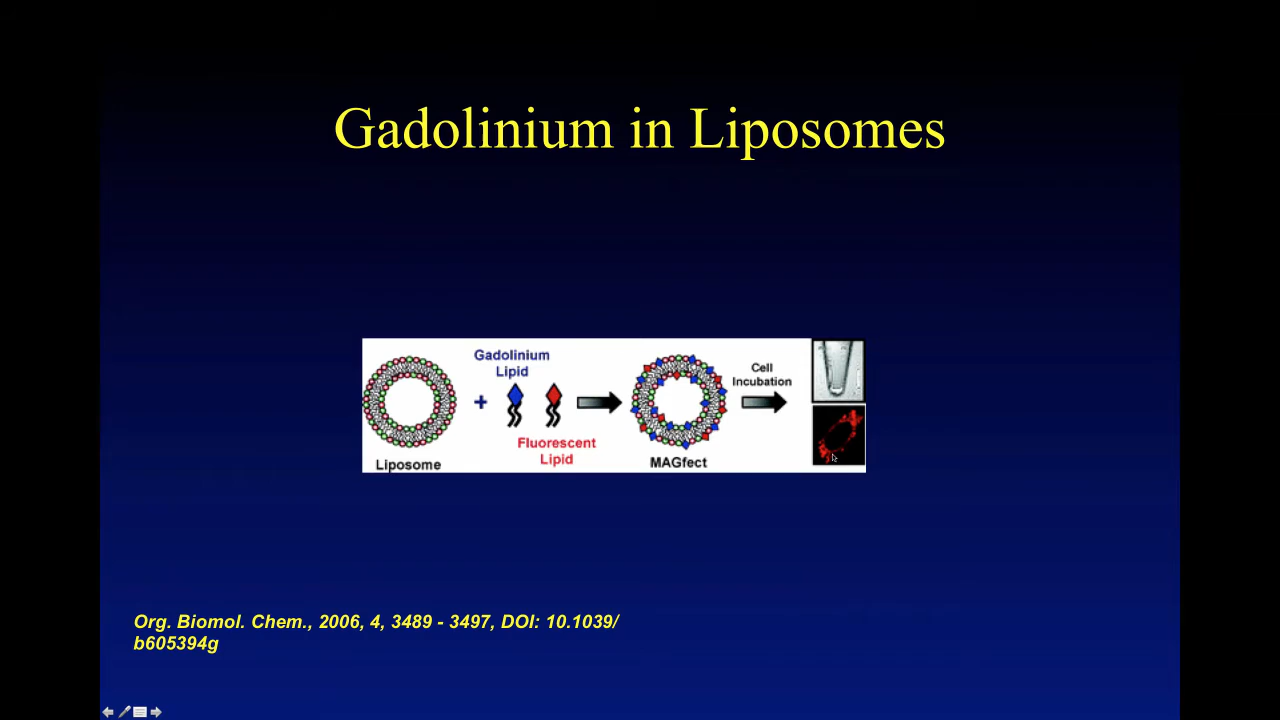 Gadolinium in Liposomes
Gadolinium
Lipid
+
Fluorescent
Lipid
Liposome
MAGfect
Cell
Incubation
Org. Biomol. Chem., 2006, 4, 3489 - 3497, DOI: 10.1039/
b605394g